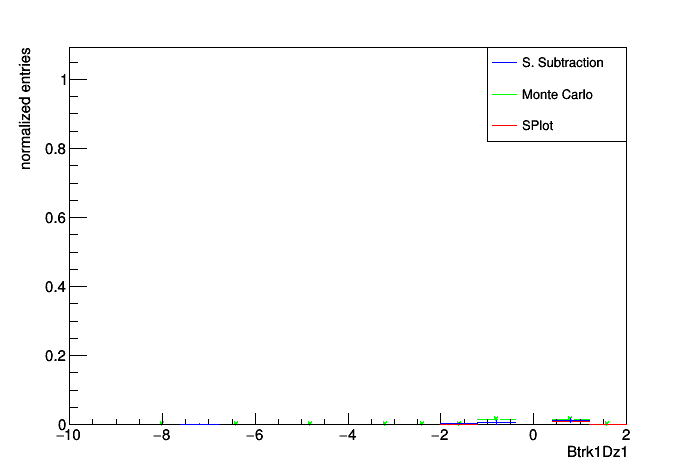 normalized entries
1
0.8
0.6
0.4
0.2
0
S. Subtraction
Monte Carlo
SPlot
−10 −8 −6 −4 −2 0 2
Btrk1Dz1